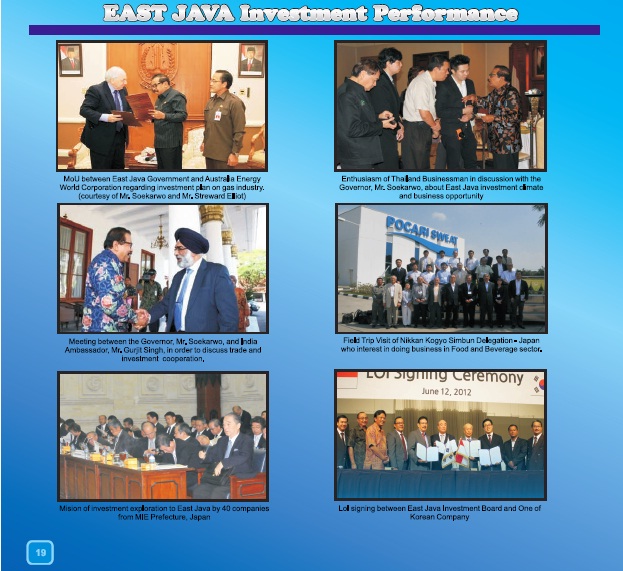 EAST JAVA Investment Performance
MoU between East Java Government and Australia Energy
World Corporation regarding investment plan on gas industry.
(courtesy of Mr. Soekarwo and Mr. Streward Elliot)
Enthusiasm of Thailand Businessman in discussion with the
Governor, Mr. Soekarwo, about East Java investment climate
and business opportunity
POCARI SWEAT
Meeting between the Governor, Mr. Soekarwo, and India
Ambassador, Mr. Gurjit Singh, in order to discuss trade and
investment cooperation,
Field Trip Visit of Nikkan Kogyo Simbun Delegation - Japan
who interest in doing business in Food and Beverage sector.
LOI Signing Ceremony
June 12, 2012
Mision of investment exploration to East Java by 40 companies
from MIE Prefecture, Japan
LoI signing between East Java Investment Board and One of
Korean Company
19